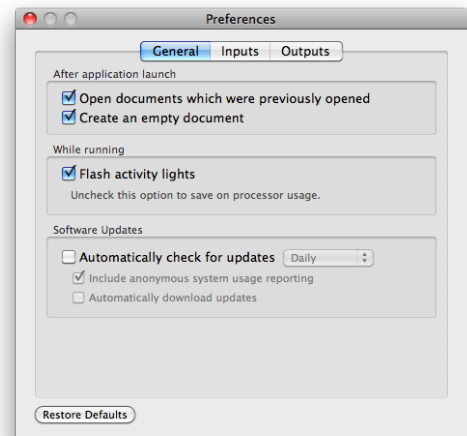 Preferences
General Inputs Outputs
After application launch
Open documents which were previously opened
Create an empty document
While running
Flash activity lights
Uncheck this option to save on processor usage.
Software Updates
Automatically check for updates Daily
Include anonymous system usage reporting
Automatically download updates
Restore Defaults